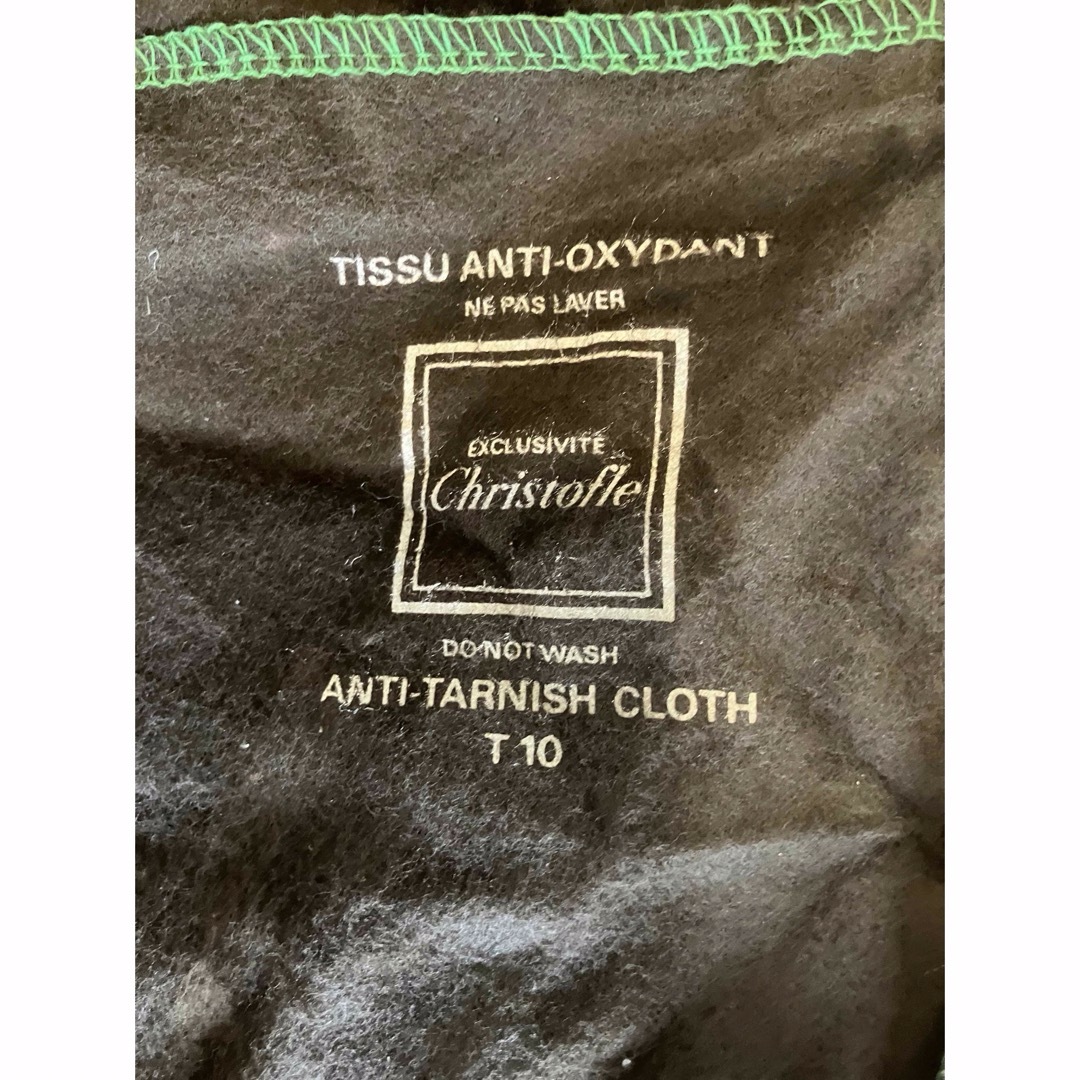 TISSU ANTI-OXYDANT
NE PAS LAVER
EXCLUSIVITÉ
Christofle
DO NOT WASH
ANTI-TARNISH CLOTH
T 10